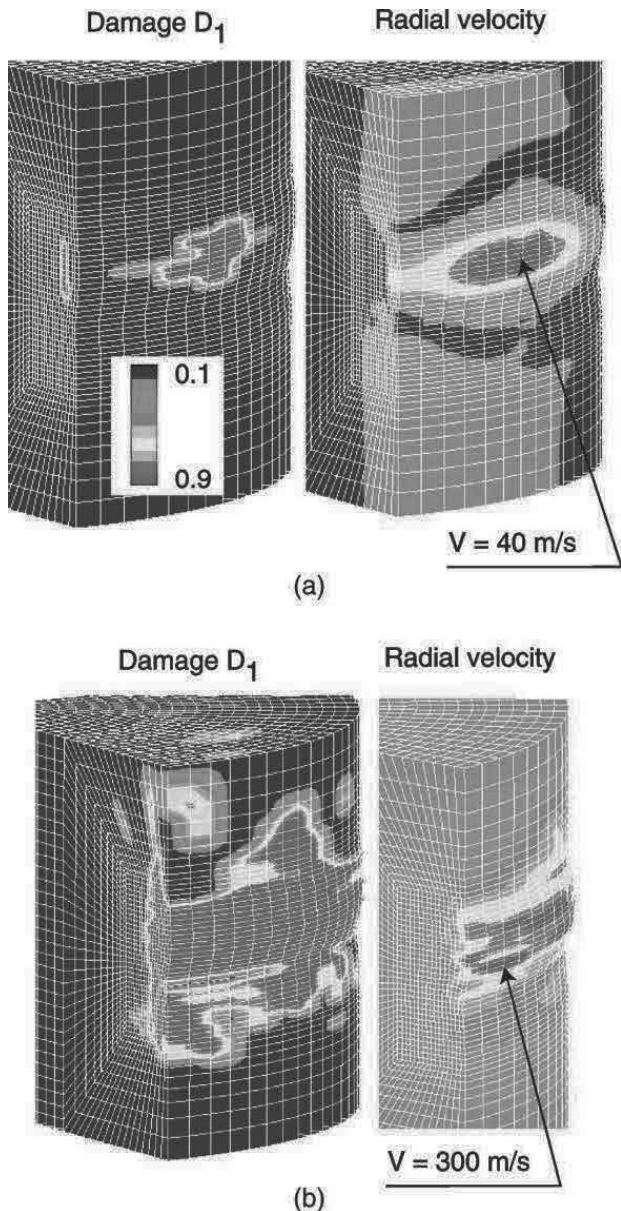 Damage D1
Radial velocity
0.1
0.9
V = 40 m/s
(a)
Damage D1
Radial velocity
V = 300 m/s
(b)